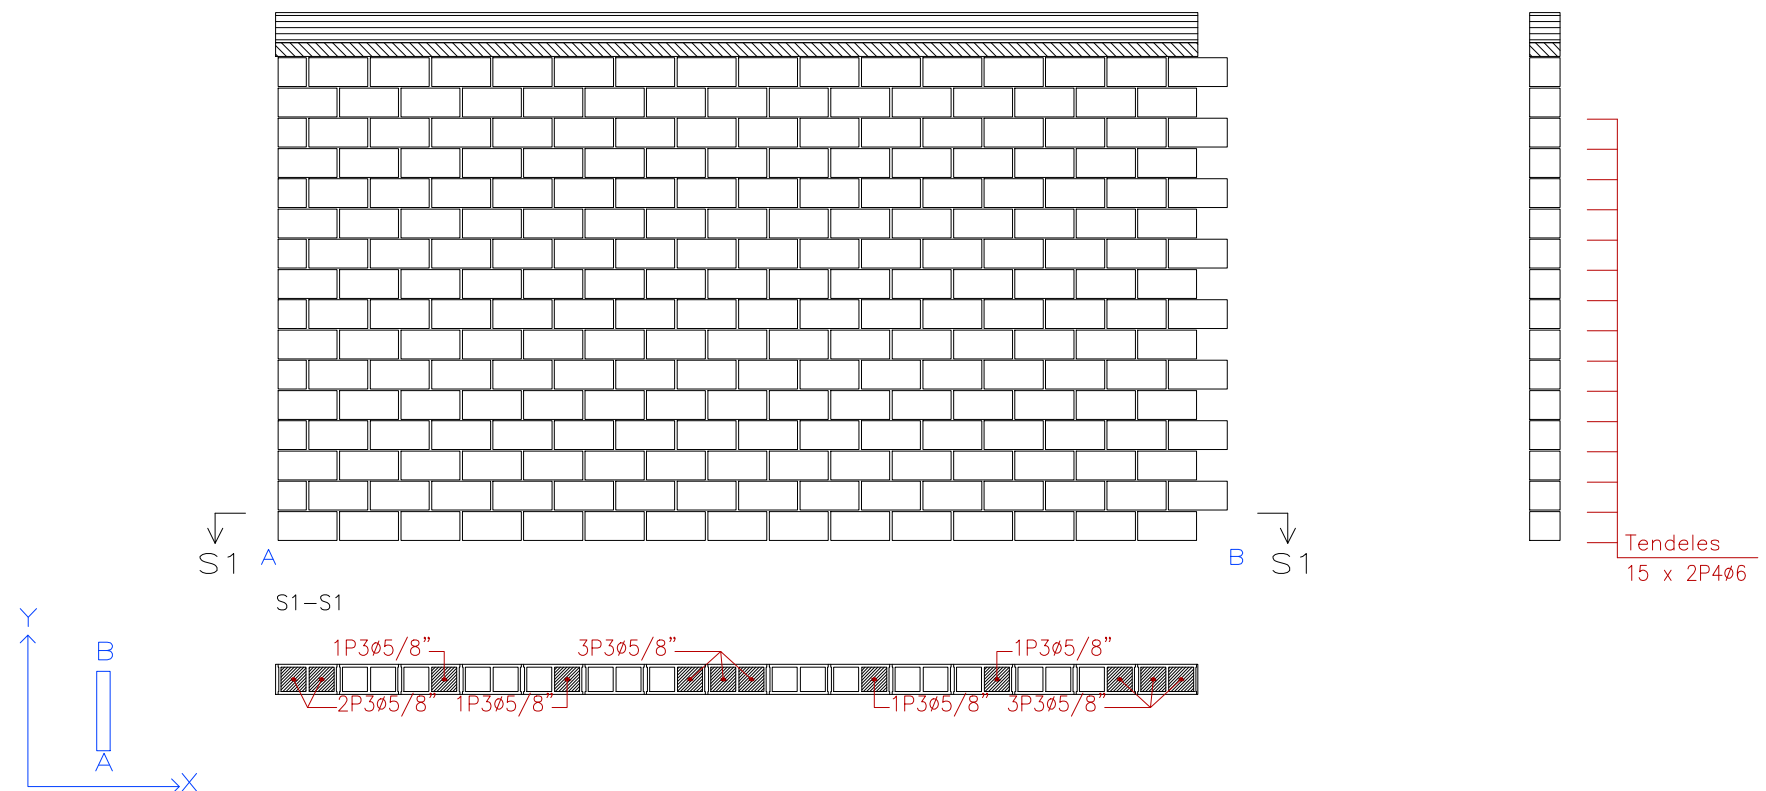 S1
A
B
S1
Tendeles
15 x 2P4ø6
S1-S1
1P3ø5/8"
3P3ø5/8"
1P3ø5/8"
2P3ø5/8"
1P3ø5/8"
1P3ø5/8"
3P3ø5/8"
Y
B
A
X